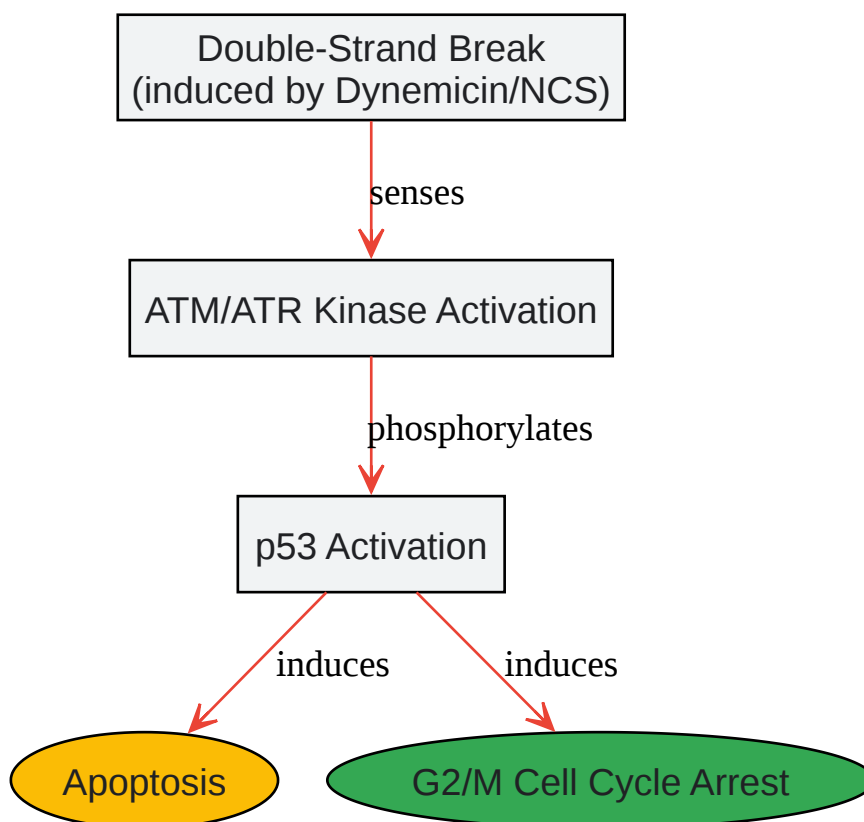 Double-Strand Break
(induced by Dynemicin/NCS)
senses
ATM/ATR Kinase Activation
phosphorylates
p53 Activation
induces
induces
Apoptosis
G2/M Cell Cycle Arrest